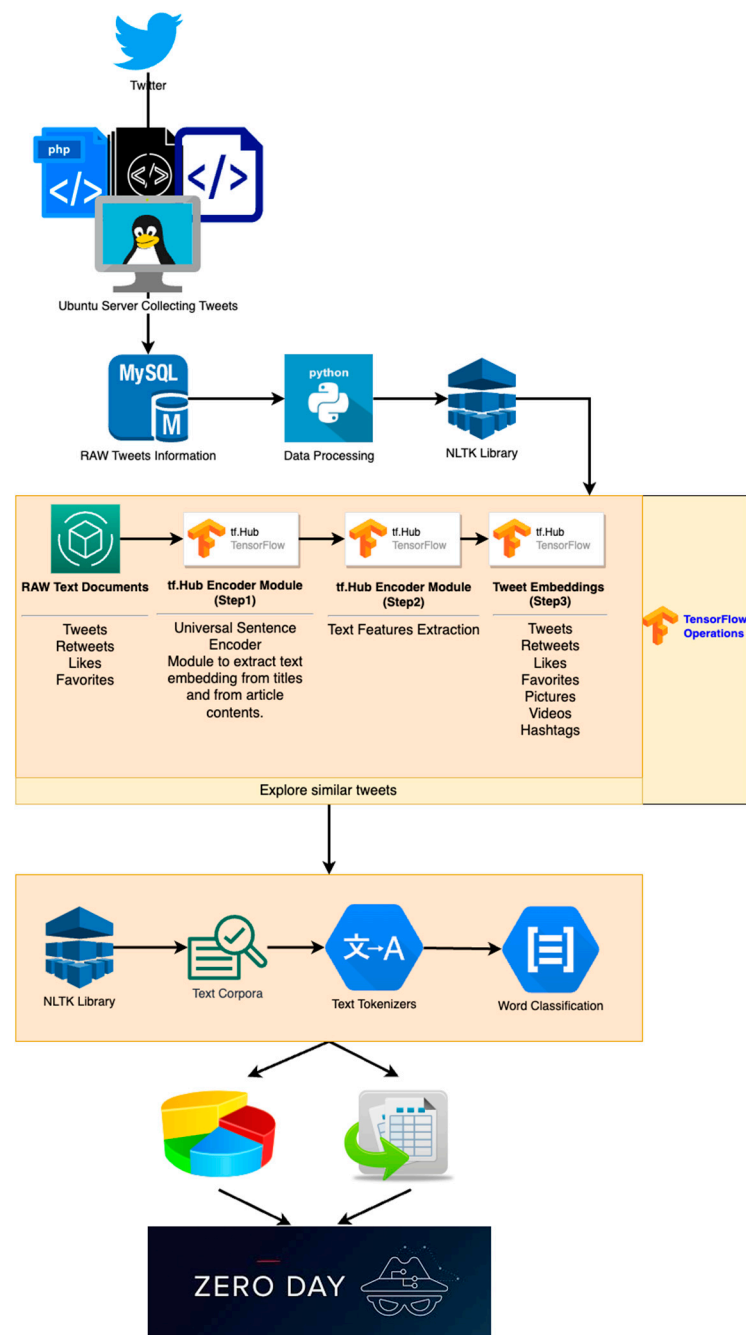 Twitter
php
</>
</>
</>
Ubuntu Server Collecting Tweets
MySQL
M
python
RAW Tweets Information
Data Processing
NLTK Library
tf.Hub
TensorFlow
tf.Hub
TensorFlow
tf.Hub
TensorFlow
RAW Text Documents
Tweets
Retweets
Likes
Favorites
tf.Hub Encoder Module
(Step1)
Universal Sentence
Encoder
Module to extract text
embedding from titles
and from article
contents.
tf.Hub Encoder Module
(Step2)
Text Features Extraction
Tweet Embeddings
(Step3)
Tweets
Retweets
Likes
Favorites
Pictures
Videos
Hashtags
TensorFlow
Operations
Explore similar tweets
文→A
NLTK Library
Text Corpora
Text Tokenizers
Word Classification
ZERO DAY